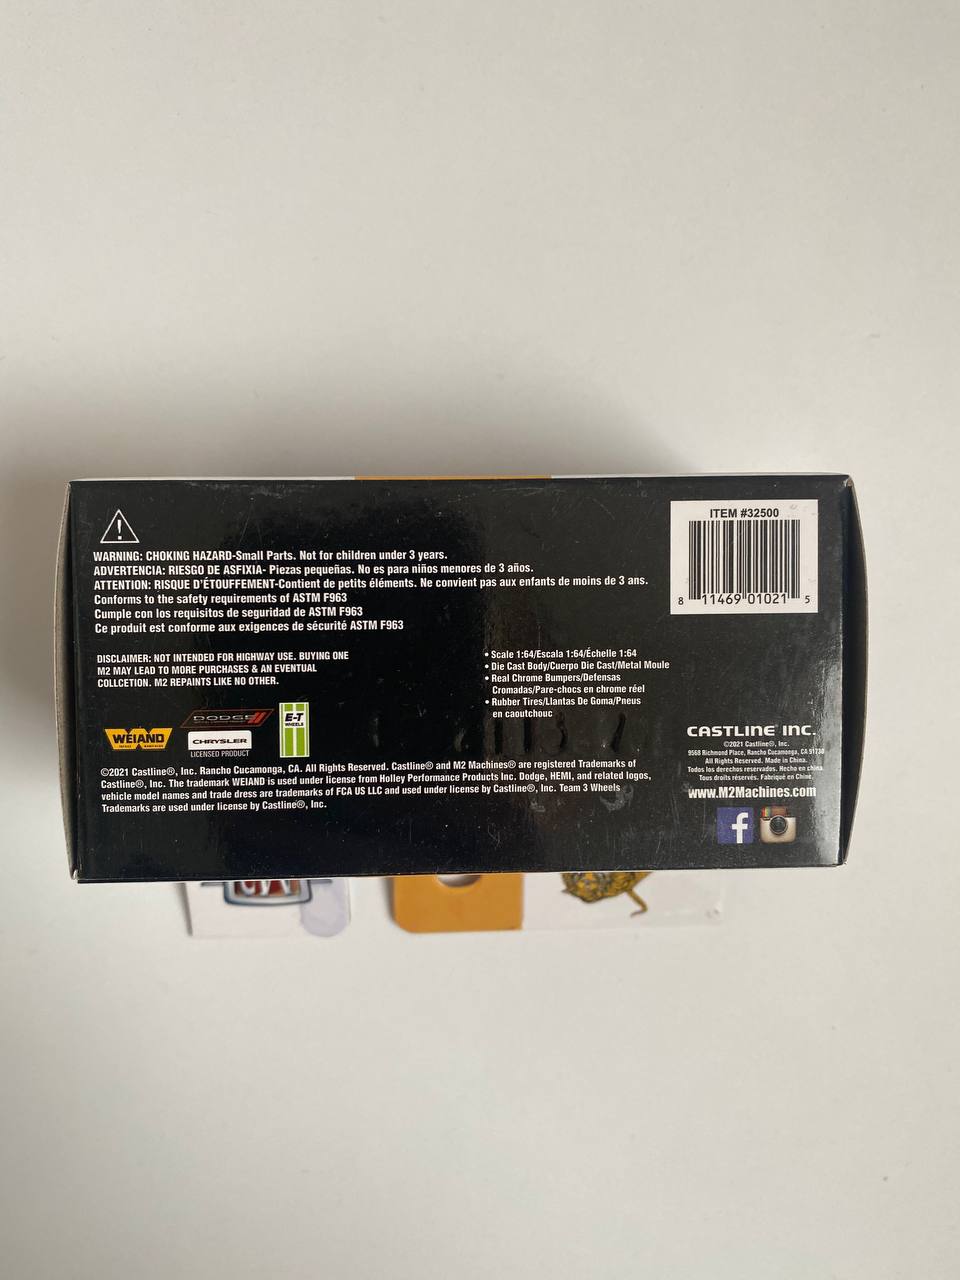 WARNING: CHOKING HAZARD-Small Parts. Not for children under 3 years.
ADVERTENCIA: RIESGO DE ASFIXIA- Piezas pequeñas. No es para niños menores de 3 años.
ATTENTION: RISQUE D'ÉTOUFFEMENT-Contient de petits éléments. Ne convient pas aux enfants de moins de 3 ans.
Conforms to the safety requirements of ASTM F963
Cumple con los requisitos de seguridad de ASTM F963
Ce produit est conforme aux exigences de sécurité ASTM F963
ITEM #32500
8 11469 01021 5
DISCLAIMER: NOT INTENDED FOR HIGHWAY USE. BUYING ONE
M2 MAY LEAD TO MORE PURCHASES & AN EVENTUAL
COLLCETION. M2 REPAINTS LIKE NO OTHER.
• Scale 1:64/Escala 1:64/Échelle 1:64
• Die Cast Body/Cuerpo Die Cast/Metal Moule
• Real Chrome Bumpers/Defensas
Cromadas/Pare-chocs en chrome réel
• Rubber Tires/Llantas De Goma/Pneus
en caoutchouc
WEIAND
DODGE
CHRYSLER
LICENSED PRODUCT
E-T
WHEELS
©2021 Castline®, Inc. Rancho Cucamonga, CA. All Rights Reserved. Castline® and M2 Machines® are registered Trademarks of
Castline®, Inc. The trademark WEIAND is used under license from Holley Performance Products Inc. Dodge, HEMI, and related logos,
vehicle model names and trade dress are trademarks of FCA US LLC and used under license by Castline®, Inc. Team 3 Wheels
Trademarks are used under license by Castline®, Inc.
CASTLINE INC.
©2021 Castline®, Inc.
9568 Richmond Place, Rancho Cucamonga, CA 91730
All Rights Reserved. Made in China.
Todos los derechos reservados. Hecho en china.
Tous droits réservés. Fabriqué en Chine.
www.M2Machines.com
f